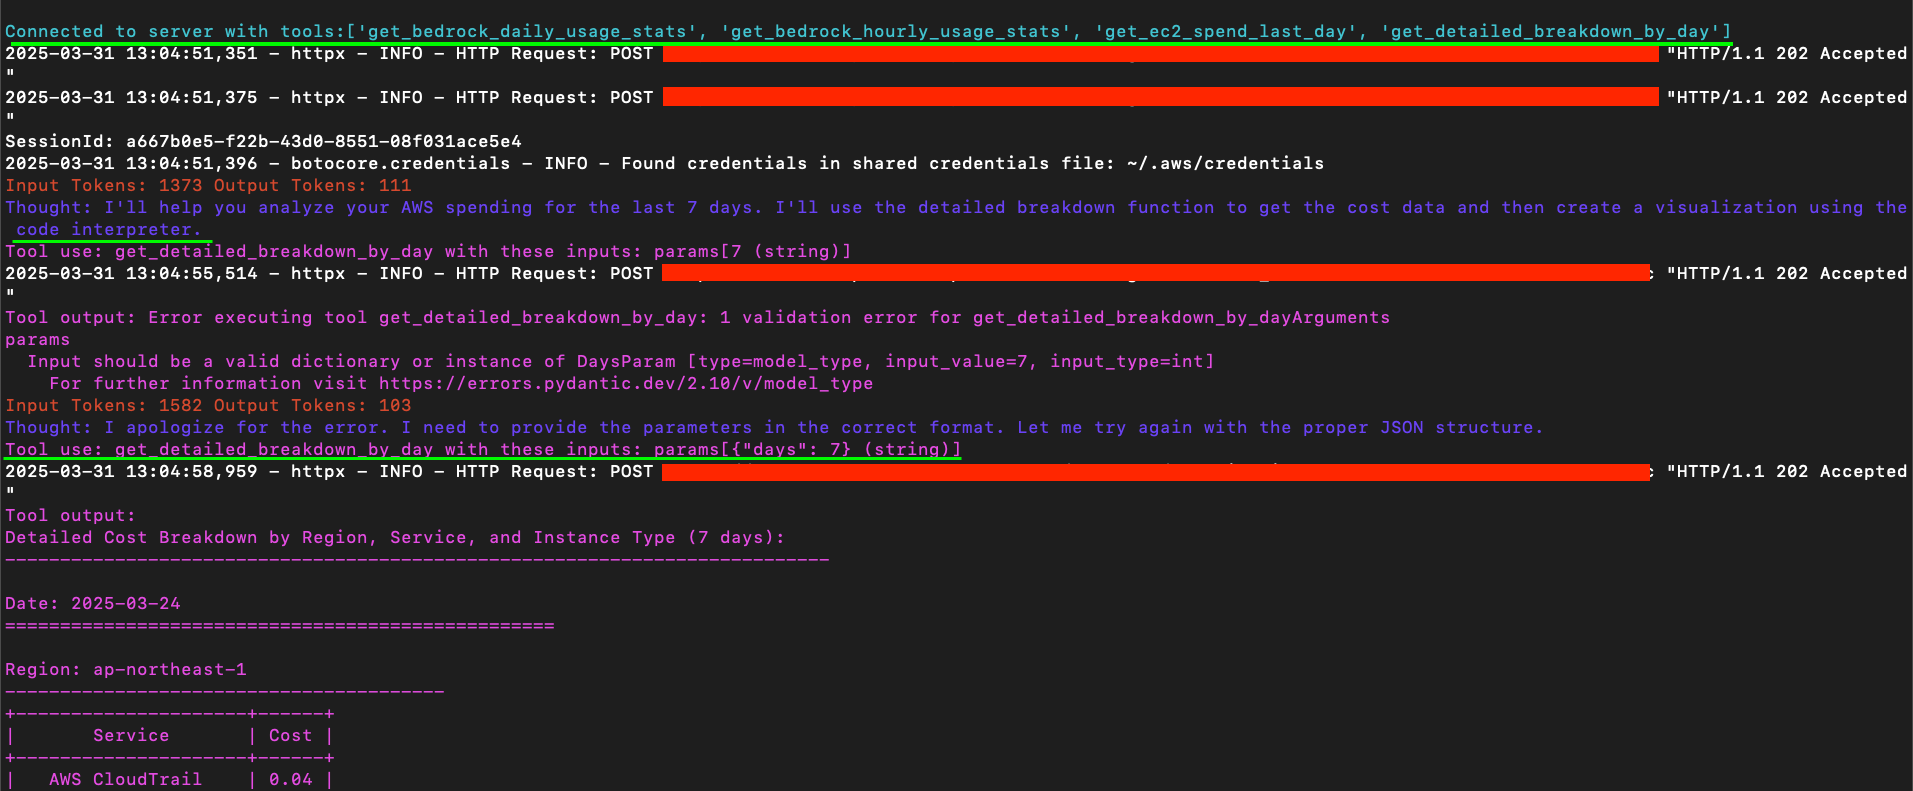 Connected to server with tools:['get_bedrock_daily_usage_stats', 'get_bedrock_hourly_usage_stats', 'get_ec2_spend_last_day', 'get_detailed_breakdown_by_day']
2025-03-31 13:04:51,351 - httpx - INFO - HTTP Request: POST "HTTP/1.1 202 Accepted
"
2025-03-31 13:04:51,375 - httpx - INFO - HTTP Request: POST "HTTP/1.1 202 Accepted
"
SessionId: a667b0e5-f22b-43d0-8551-08f031ace5e4
2025-03-31 13:04:51,396 - botocore.credentials - INFO - Found credentials in shared credentials file: ~/.aws/credentials
Input Tokens: 1373 Output Tokens: 111
Thought: I'll help you analyze your AWS spending for the last 7 days. I'll use the detailed breakdown function to get the cost data and then create a visualization using the
code interpreter.
Tool use: get_detailed_breakdown_by_day with these inputs: params[7 (string)]
2025-03-31 13:04:55,514 - httpx - INFO - HTTP Request: POST "HTTP/1.1 202 Accepted
"
Tool output: Error executing tool get_detailed_breakdown_by_day: 1 validation error for get_detailed_breakdown_by_dayArguments
params
  Input should be a valid dictionary or instance of DaysParam [type=model_type, input_value=7, input_type=int]
    For further information visit https://errors.pydantic.dev/2.10/v/model_type
Input Tokens: 1582 Output Tokens: 103
Thought: I apologize for the error. I need to provide the parameters in the correct format. Let me try again with the proper JSON structure.
Tool use: get_detailed_breakdown_by_day with these inputs: params[{"days": 7} (string)]
2025-03-31 13:04:58,959 - httpx - INFO - HTTP Request: POST "HTTP/1.1 202 Accepted
"
Tool output:
Detailed Cost Breakdown by Region, Service, and Instance Type (7 days):
---------------------------------------------------------------------------
Date: 2025-03-24
==================================================
Region: ap-northeast-1
----------------------------------------
+---------------------+------+
|       Service       | Cost |
+---------------------+------+
|   AWS CloudTrail    | 0.04 |